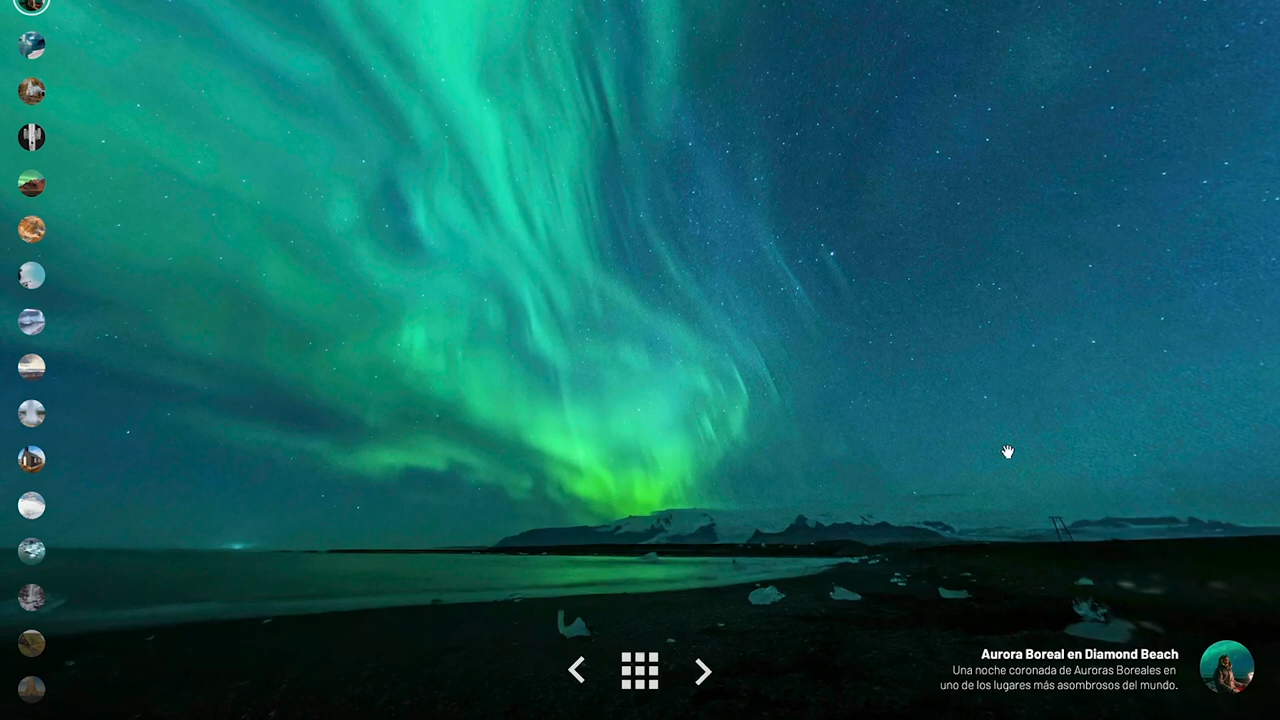 Aurora Boreal en Diamond Beach
Una noche coronada de Auroras Boreales en
uno de los lugares más asombrosos del mundo.